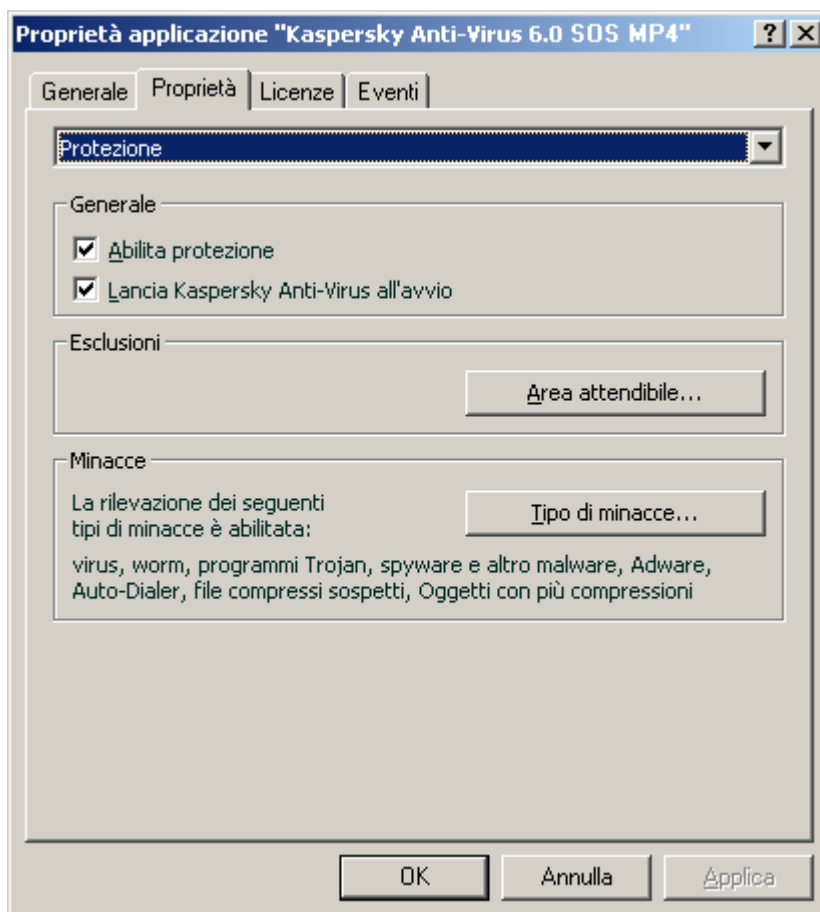 Proprietà applicazione "Kaspersky Anti-Virus 6.0 SOS MP4"
Generale Proprietà Licenze Eventi
Protezione
Generale
Abilita protezione
Lancia Kaspersky Anti-Virus all'avvio
Esclusioni
Area attendibile...
Minacce
La rilevazione dei seguenti
tipi di minacce è abilitata:
Tipo di minacce...
virus, worm, programmi Trojan, spyware e altro malware, Adware,
Auto-Dialer, file compressi sospetti, Oggetti con più compressioni
OK Annulla Applica